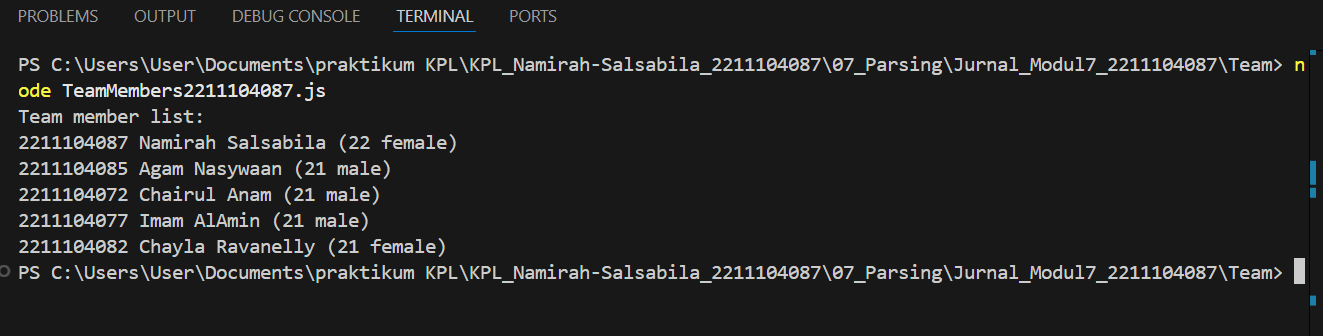 PROBLEMS OUTPUT DEBUG CONSOLE TERMINAL PORTS
PS C:\Users\User\Documents\praktikum KPL\KPL_Namirah-Salsabila_2211104087\07_Parsing\Jurnal_Modul7_2211104087\Team> n
ode TeamMembers2211104087.js
Team member list:
2211104087 Namirah Salsabila (22 female)
2211104085 Agam Nasywaan (21 male)
2211104072 Chairul Anam (21 male)
2211104077 Imam AlAmin (21 male)
2211104082 Chayla Ravanelly (21 female)
PS C:\Users\User\Documents\praktikum KPL\KPL_Namirah-Salsabila_2211104087\07_Parsing\Jurnal_Modul7_2211104087\Team>